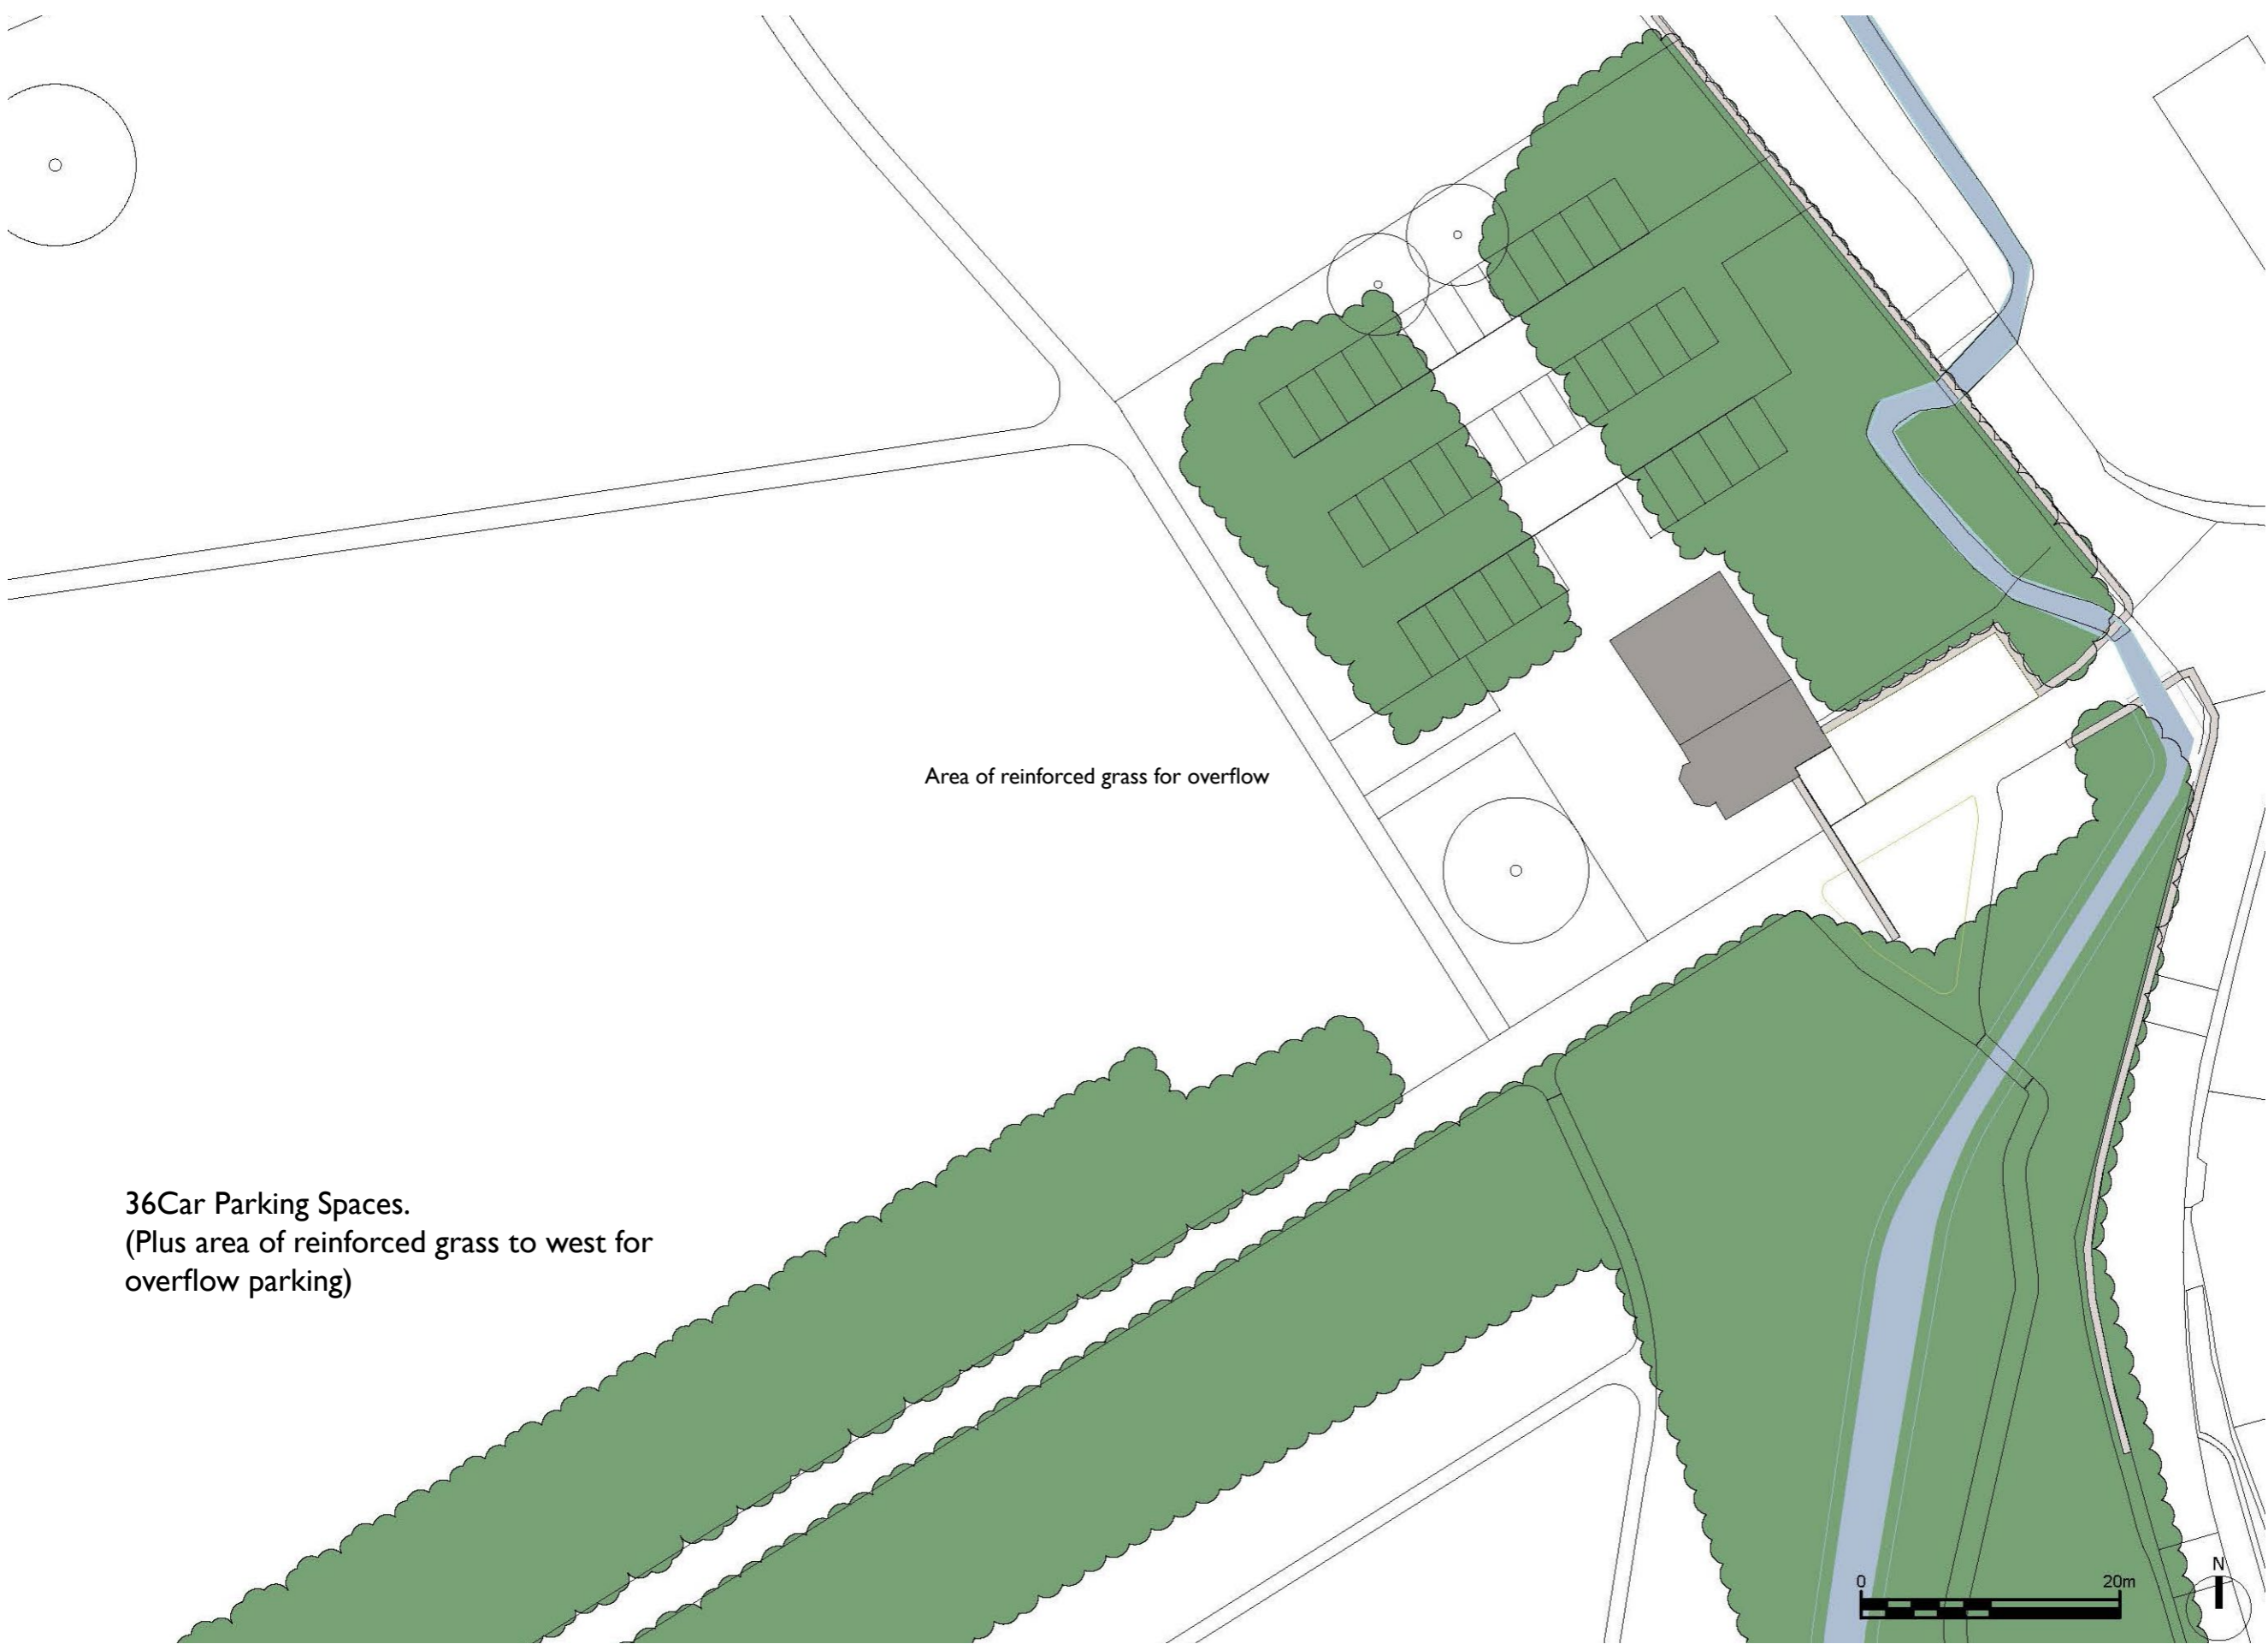 Area of reinforced grass for overflow
36Car Parking Spaces.
(Plus area of reinforced grass to west for
overflow parking)
0
20m
N